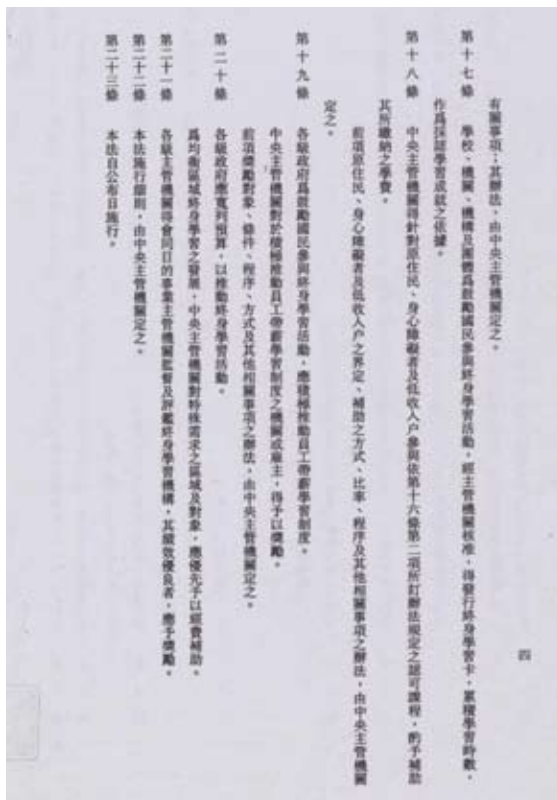 四
有關事項；其辦法，由中央主管機關定之。
第十七條　學校、機關、機構及團體為鼓勵國民參與終身學習活動，經主管機關核准，得發行終身學習卡，累積學習時數，
作為採認學習成就之依據。
第十八條　中央主管機關得針對原住民、身心障礙者及低收入戶參與依第十六條第二項所訂辦法規定之認可課程，酌予補助
其所繳納之學費。
前項原住民、身心障礙者及低收入戶之界定、補助之方式、比率、程序及其他相關事項之辦法，由中央主管機關
定之。
第十九條　各級政府為鼓勵國民參與終身學習活動，應積極推動員工帶薪學習制度。
中央主管機關對於積極推動員工帶薪學習制度之機關或雇主，得予以獎勵。
前項獎勵對象、條件、程序、方式及其他相關事項之辦法，由中央主管機關定之。
第二十條　各級政府應寬列預算，以推動終身學習活動。
為均衡區域終身學習之發展，中央主管機關對特殊需求之區域及對象，應優先予以經費補助。
第二十一條　各級主管機關得會同目的事業主管機關監督及評鑑終身學習機構，其績效優良者，應予獎勵。
第二十二條　本法施行細則，由中央主管機關定之。
第二十三條　本法自公布日施行。